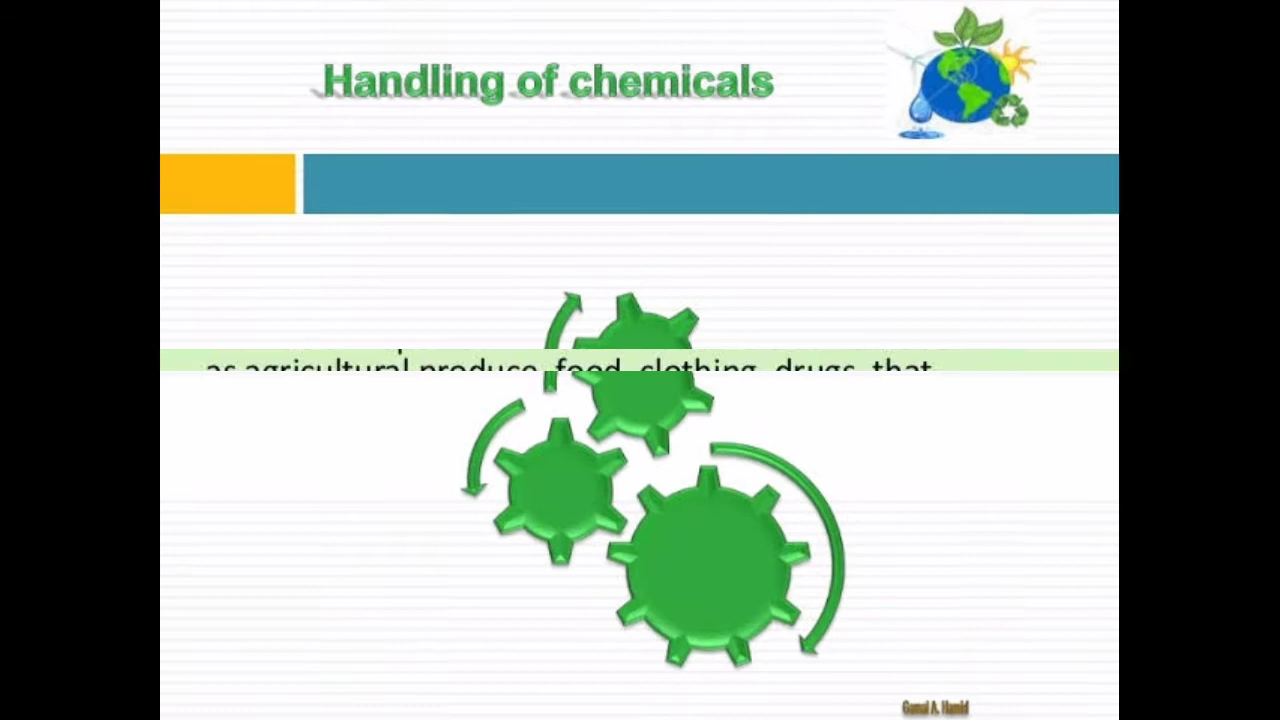 Handling of chemicals
as agricultural produce, food, clothing, drugs, that
Gamal A. Hamid